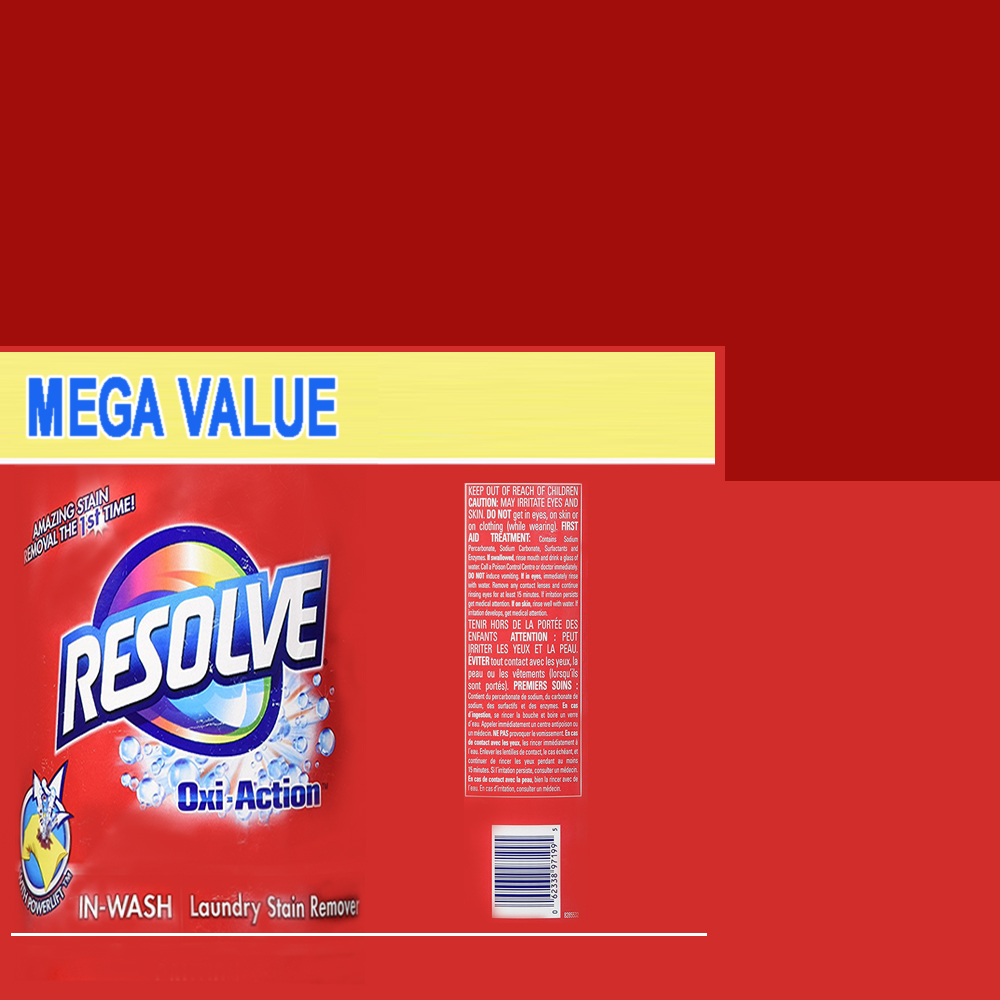 MEGA VALUE
AMAZING STAIN
REMOVAL THE 1st TIME!
RESOLVE
Oxi-Action™
WITH POWERLIFT™
IN-WASH Laundry Stain Remover
KEEP OUT OF REACH OF CHILDREN
CAUTION: MAY IRRITATE EYES AND
SKIN. DO NOT get in eyes, on skin or
on clothing (while wearing). FIRST
AID TREATMENT: Contains Sodium
Percarbonate, Sodium Carbonate, Surfactants and
Enzymes. If swallowed, rinse mouth and drink a glass of
water. Call a Poison Control Centre or doctor immediately.
DO NOT induce vomiting. If in eyes, immediately rinse
with water. Remove any contact lenses and continue
rinsing eyes for at least 15 minutes. If irritation persists
get medical attention. If on skin, rinse well with water. If
irritation develops, get medical attention.
TENIR HORS DE LA PORTÉE DES
ENFANTS ATTENTION : PEUT
IRRITER LES YEUX ET LA PEAU.
ÉVITER tout contact avec les yeux, la
peau ou les vêtements (lorsqu'ils
sont portés). PREMIERS SOINS :
Contient du percarbonate de sodium, du carbonate de
sodium, des surfactifs et des enzymes. En cas
d'ingestion, se rincer la bouche et boire un verre
d'eau. Appeler immédiatement un centre antipoison ou
un médecin. NE PAS provoquer le vomissement. En cas
de contact avec les yeux, les rincer immédiatement à
l'eau. Enlever les lentilles de contact, le cas échéant, et
continuer de rincer les yeux pendant au moins
15 minutes. Si l'irritation persiste, consulter un médecin.
En cas de contact avec la peau, bien la rincer avec de
l'eau. En cas d'irritation, consulter un médecin.
0 62338 97199 5